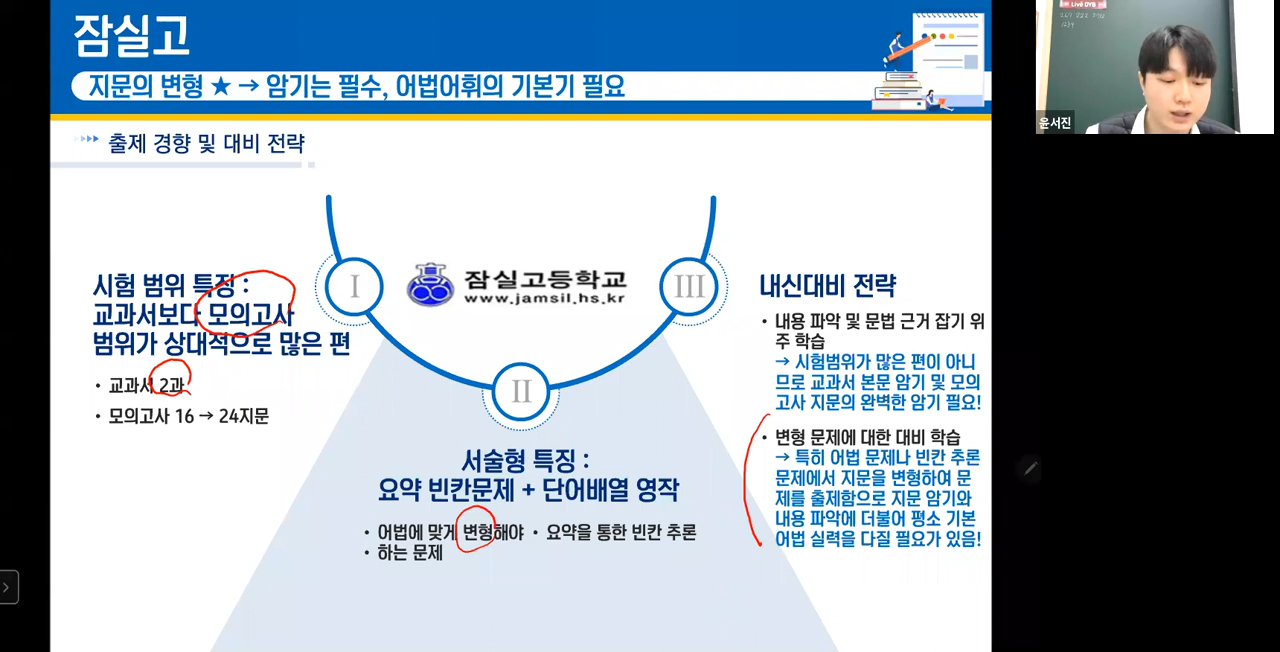 잠실고
지문의 변형 ★ → 암기는 필수, 어법어휘의 기본기 필요
출제 경향 및 대비 전략
시험 범위 특징 :
교과서보다 모의고사
범위가 상대적으로 많은 편
• 교과서 2과
• 모의고사 16 → 24지문
I
잠실고등학교
www.jamsil.hs.kr
II
서술형 특징 :
요약 빈칸문제 + 단어배열 영작
• 어법에 맞게 변형해야 • 요약을 통한 빈칸 추론
• 하는 문제
III
내신대비 전략
• 내용 파악 및 문법 근거 잡기 위
주 학습
→ 시험범위가 많은 편이 아니
므로 교과서 본문 암기 및 모의
고사 지문의 완벽한 암기 필요!
• 변형 문제에 대한 대비 학습
→ 특히 어법 문제나 빈칸 추론
문제에서 지문을 변형하여 문
제를 출제함으로 지문 암기와
내용 파악에 더불어 평소 기본
어법 실력을 다질 필요가 있음!
윤서진